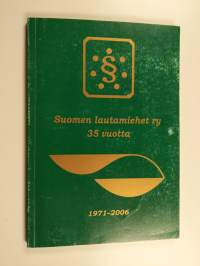 §
Suomen lautamiehet ry
35 vuotta
1971-2006